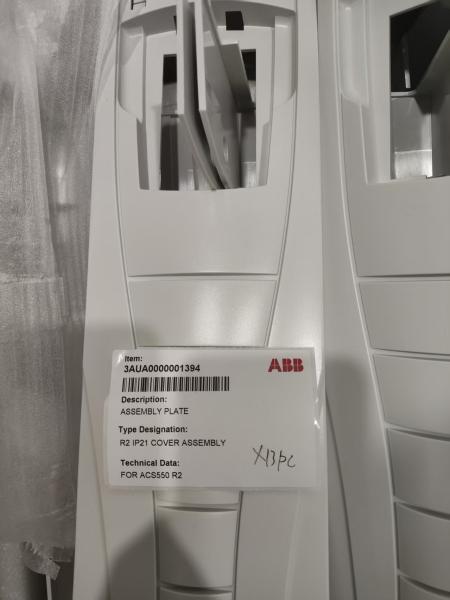 Item:
3AUA0000001394
ABB
Description:
ASSEMBLY PLATE
Type Designation:
R2 IP21 COVER ASSEMBLY
Technical Data:
FOR ACS550 R2
X13pc